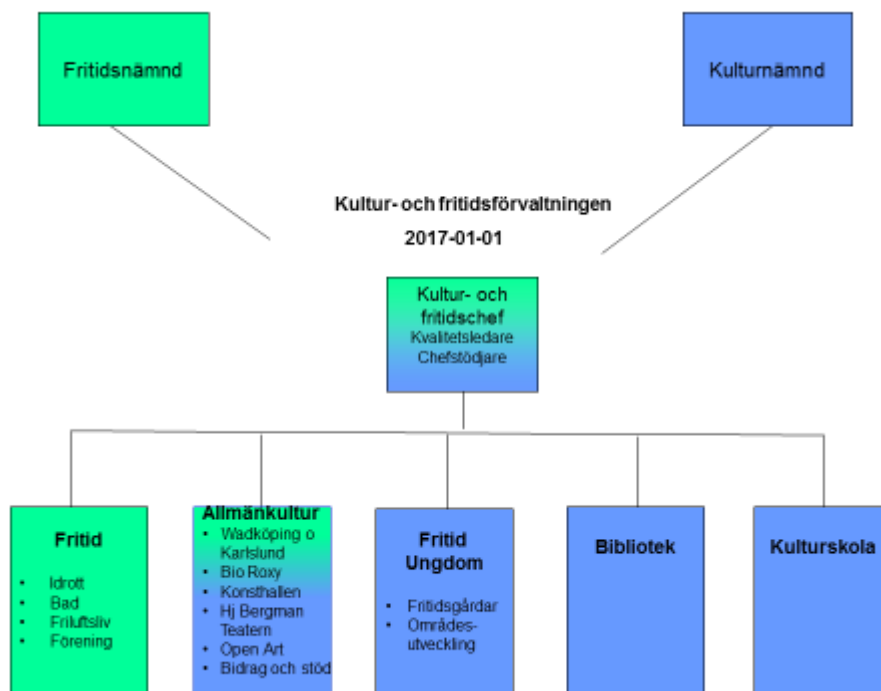 Fritidsnämnd
Kulturnämnd
Kultur- och fritidsförvaltningen
2017-01-01
Kultur- och
fritidschef
Kvalitetsledare
Chefstödjare
Fritid
• Idrott
• Bad
• Friluftsliv
• Förening
Allmänkultur
• Wadköping o
Karlslund
• Bio Roxy
• Konsthallen
• Hj Bergman
Teatern
• Open Art
• Bidrag och stöd
Fritid
Ungdom
• Fritidsgårdar
• Områdes-
utveckling
Bibliotek
Kulturskola